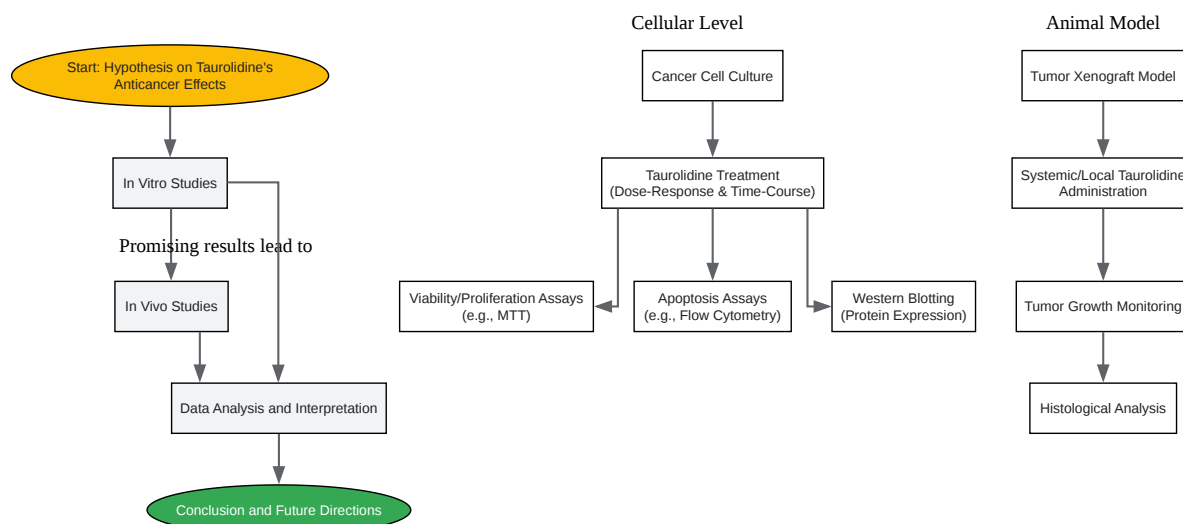 Start: Hypothesis on Taurolidine's
Anticancer Effects
In Vitro Studies
Promising results lead to
In Vivo Studies
Data Analysis and Interpretation
Conclusion and Future Directions
Cellular Level
Cancer Cell Culture
Taurolidine Treatment
(Dose-Response & Time-Course)
Viability/Proliferation Assays
(e.g., MTT)
Apoptosis Assays
(e.g., Flow Cytometry)
Western Blotting
(Protein Expression)
Animal Model
Tumor Xenograft Model
Systemic/Local Taurolidine
Administration
Tumor Growth Monitoring
Histological Analysis